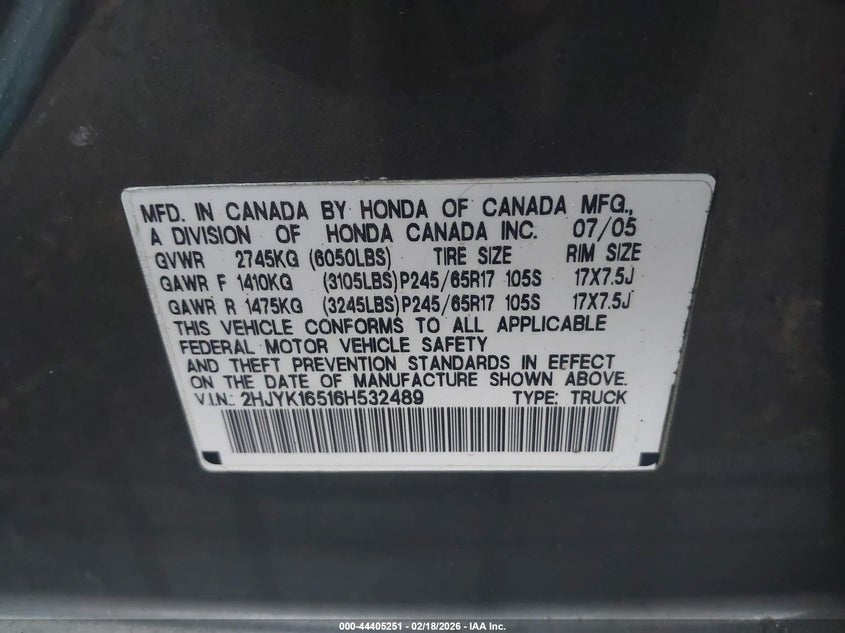 MFD. IN CANADA BY HONDA OF CANADA MFG.,
A DIVISION OF HONDA CANADA INC. 07/05
GVWR 2745KG (6050LBS) TIRE SIZE RIM SIZE
GAWR F 1410KG (3105LBS)P245/65R17 105S 17X7.5J
GAWR R 1475KG (3245LBS)P245/65R17 105S 17X7.5J
THIS VEHICLE CONFORMS TO ALL APPLICABLE
FEDERAL MOTOR VEHICLE SAFETY
AND THEFT PREVENTION STANDARDS IN EFFECT
ON THE DATE OF MANUFACTURE SHOWN ABOVE.
V.I.N.: 2HJYK16516H532489 TYPE: TRUCK
000-44405251 - 02/18/2026 - IAA Inc.